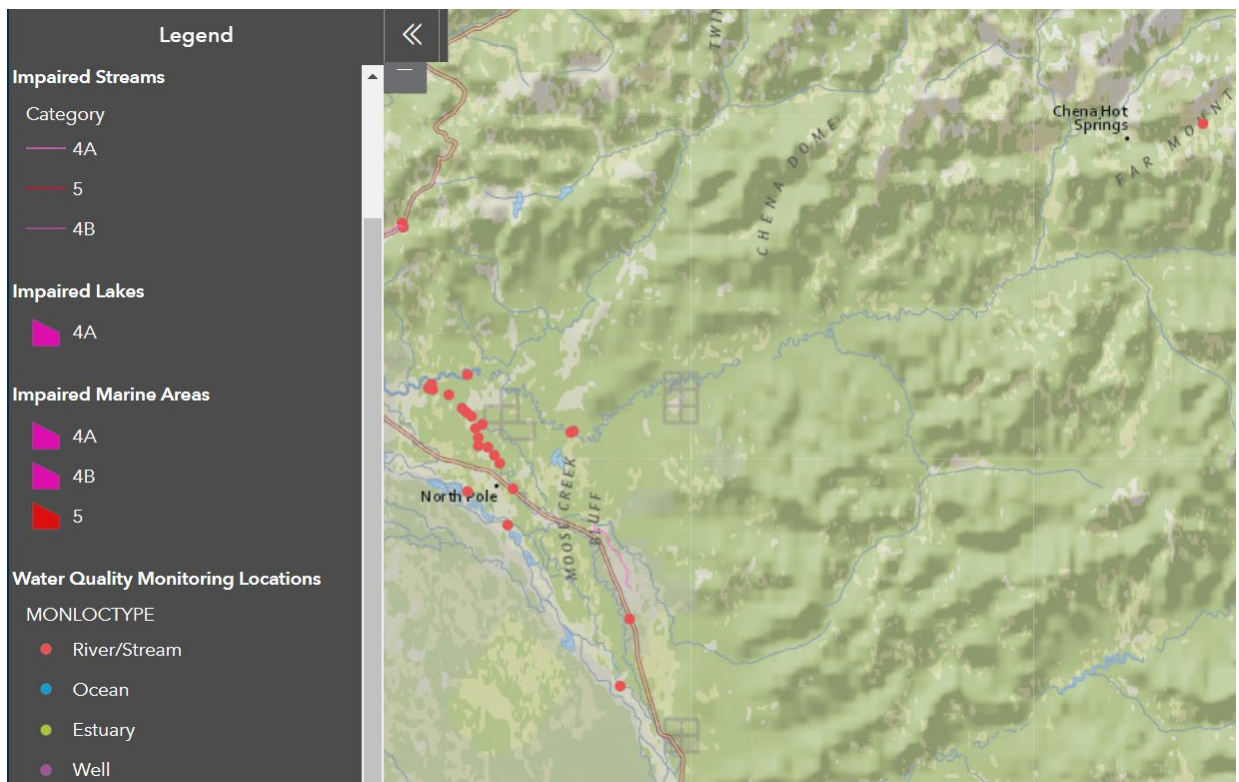 Legend
Impaired Streams
Category
4A
5
4B
Impaired Lakes
4A
Impaired Marine Areas
4A
4B
5
Water Quality Monitoring Locations
MONLOCTYPE
River/Stream
Ocean
Estuary
Well
TWIN
Chena Hot
Springs
FAR MOUNT
CHENA DOME
North Pole
MOOSE CREEK
BLUFF